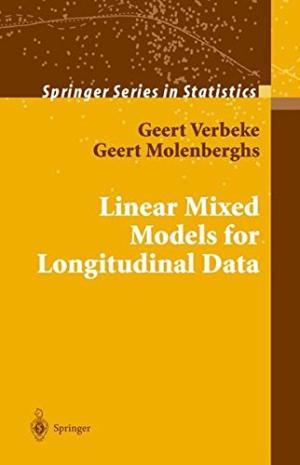 Springer Series in Statistics
Geert Verbeke
Geert Molenberghs
Linear Mixed
Models for
Longitudinal Data
Springer